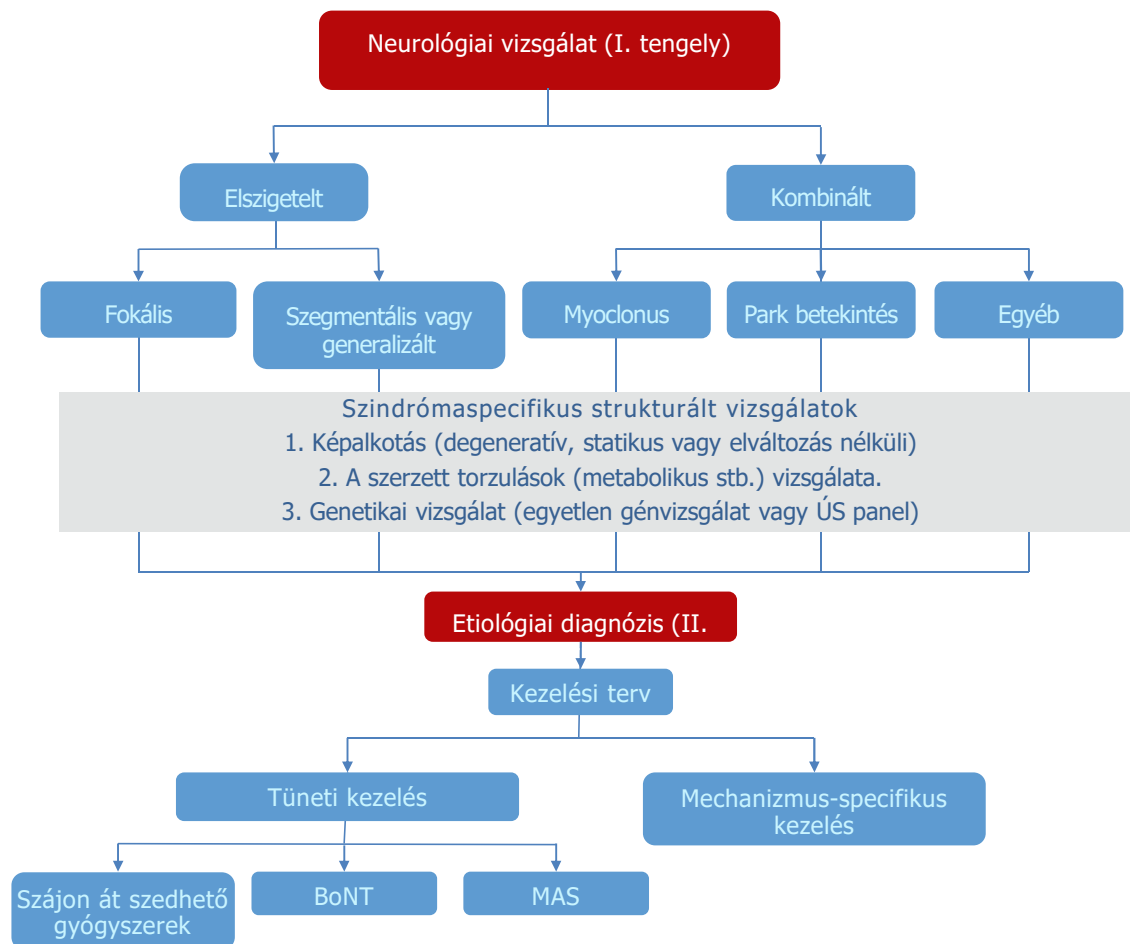 Neurológiai vizsgálat (I. tengely)
Elszigetelt
Kombinált
Fokális
Szegmentális vagy
generalizált
Myoclonus
Park betekintés
Egyéb
Szindrómaspecifikus strukturált vizsgálatok
1. Képalkotás (degeneratív, statikus vagy elváltozás nélküli)
2. A szerzett torzulások (metabolikus stb.) vizsgálata.
3. Genetikai vizsgálat (egyetlen génvizsgálat vagy ÚS panel)
Etiológiai diagnózis (II.
Kezelési terv
Tüneti kezelés
Mechanizmus-specifikus
kezelés
Szájon át szedhető
gyógyszerek
BoNT
MAS